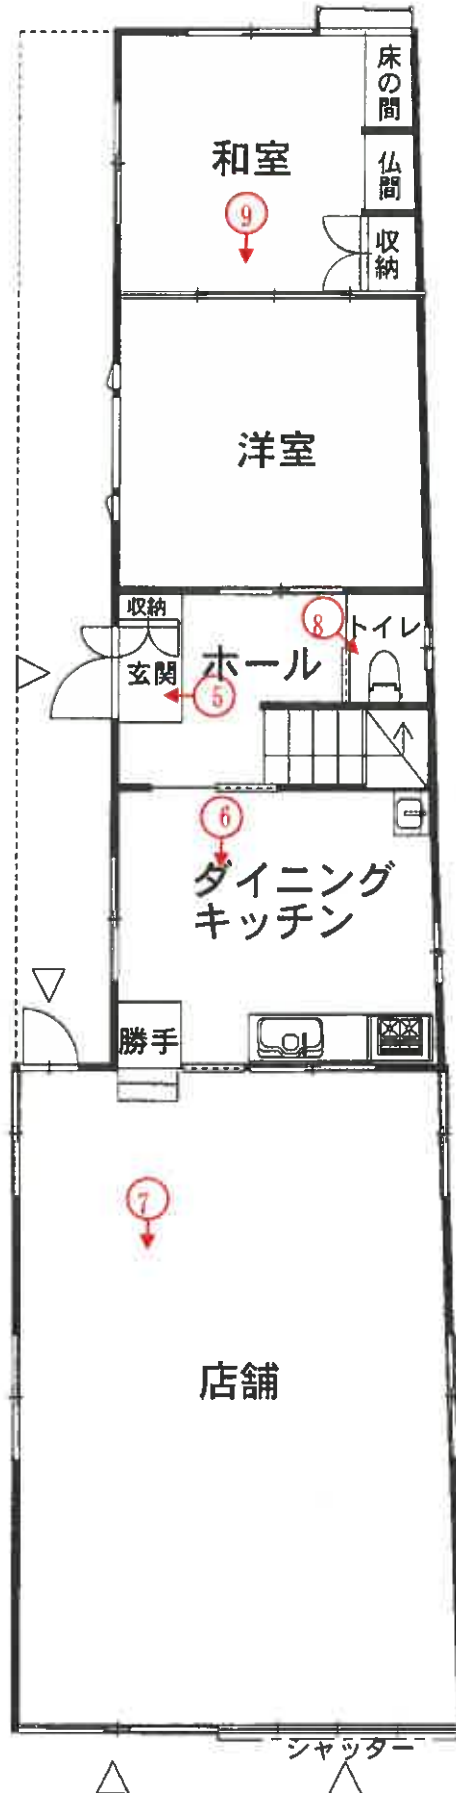 床の間
和室
仏間
⑨
収納
洋室
収納
⑧
トイレ
ホール
玄関
⑤
⑥
ダイニング
キッチン
勝手
⑦
店舗
シャッター